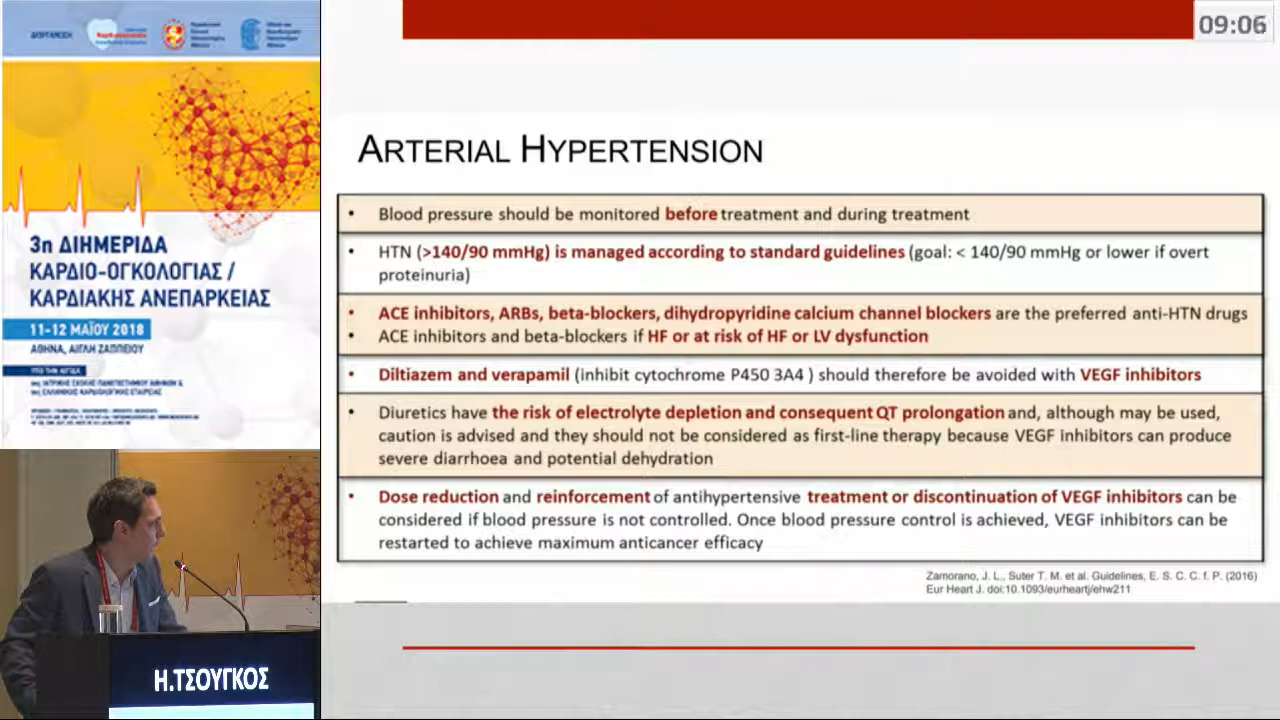 ΔΙΟΡΓΑΝΩΣΗ
3η ΔΙΗΜΕΡΙΔΑ
ΚΑΡΔΙΟ-ΟΓΚΟΛΟΓΙΑΣ /
ΚΑΡΔΙΑΚΗΣ ΑΝΕΠΑΡΚΕΙΑΣ
11-12 ΜΑΪΟΥ 2018
ΑΘΗΝΑ, ΑΙΓΛΗ ΖΑΠΠΕΙΟΥ
ΥΠΟ ΤΗΝ ΑΙΓΙΔΑ
της ΙΑΤΡΙΚΗΣ ΣΧΟΛΗΣ ΠΑΝΕΠΙΣΤΗΜΙΟΥ ΑΘΗΝΩΝ &
της ΕΛΛΗΝΙΚΗΣ ΚΑΡΔΙΟΛΟΓΙΚΗΣ ΕΤΑΙΡΕΙΑΣ
Η.ΤΣΟΥΓΚΟΣ
09:06
ARTERIAL HYPERTENSION
• Blood pressure should be monitored before treatment and during treatment
• HTN (>140/90 mmHg) is managed according to standard guidelines (goal: < 140/90 mmHg or lower if overt
proteinuria)
• ACE inhibitors, ARBs, beta-blockers, dihydropyridine calcium channel blockers are the preferred anti-HTN drugs
• ACE inhibitors and beta-blockers if HF or at risk of HF or LV dysfunction
• Diltiazem and verapamil (inhibit cytochrome P450 3A4 ) should therefore be avoided with VEGF inhibitors
• Diuretics have the risk of electrolyte depletion and consequent QT prolongation and, although may be used,
caution is advised and they should not be considered as first-line therapy because VEGF inhibitors can produce
severe diarrhoea and potential dehydration
• Dose reduction and reinforcement of antihypertensive treatment or discontinuation of VEGF inhibitors can be
considered if blood pressure is not controlled. Once blood pressure control is achieved, VEGF inhibitors can be
restarted to achieve maximum anticancer efficacy
Zamorano, J. L., Suter T. M. et al. Guidelines, E. S. C. C. f. P. (2016)
Eur Heart J. doi:10.1093/eurheartj/ehw211